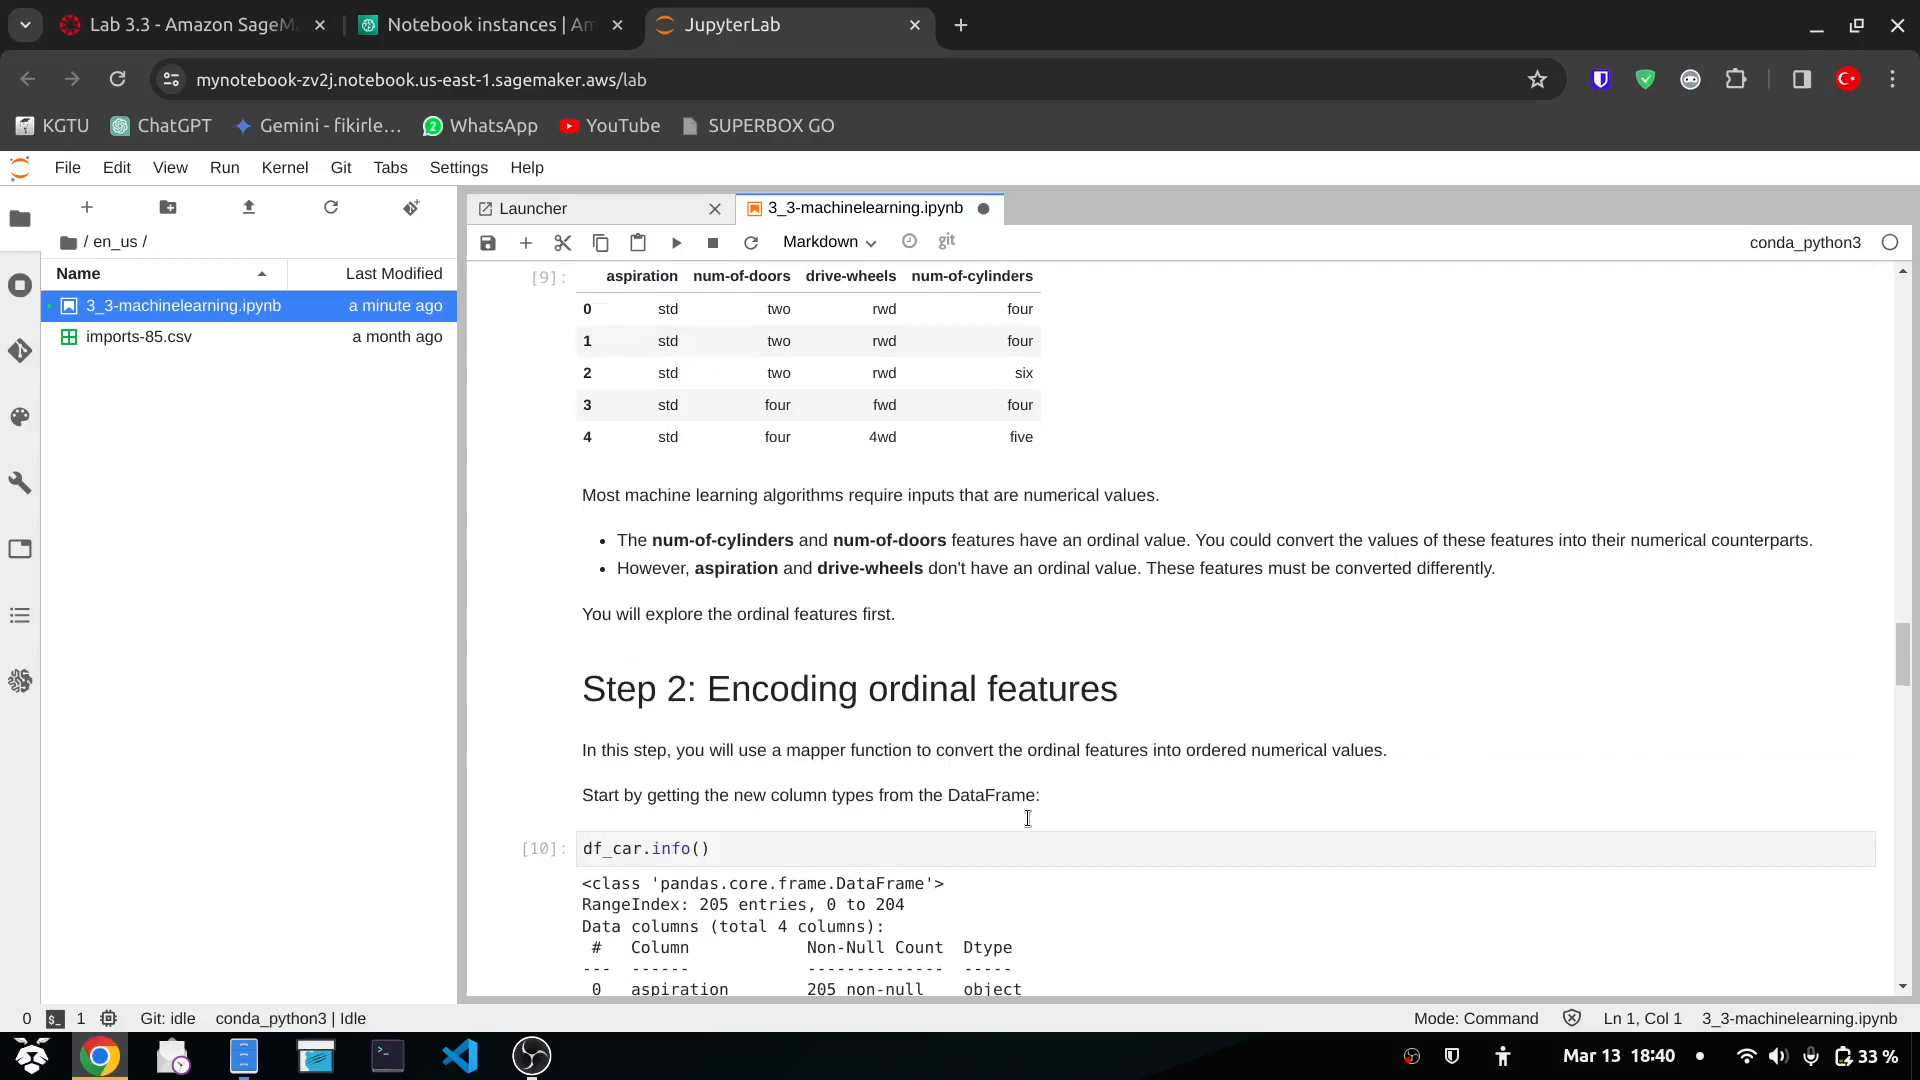 Lab 3.3 - Amazon SageM
Notebook instances | Am
JupyterLab
mynotebook-zv2j.notebook.us-east-1.sagemaker.aws/lab
KGTU
ChatGPT
Gemini - fikirle...
WhatsApp
YouTube
SUPERBOX GO
File Edit View Run Kernel Git Tabs Settings Help
/ en_us /
Name Last Modified
3_3-machinelearning.ipynb a minute ago
imports-85.csv a month ago
Launcher
3_3-machinelearning.ipynb
Markdown
git
conda_python3
[9]: aspiration num-of-doors drive-wheels num-of-cylinders
0 std two rwd four
1 std two rwd four
2 std two rwd six
3 std four fwd four
4 std four 4wd five
Most machine learning algorithms require inputs that are numerical values.
• The num-of-cylinders and num-of-doors features have an ordinal value. You could convert the values of these features into their numerical counterparts.
• However, aspiration and drive-wheels don't have an ordinal value. These features must be converted differently.
You will explore the ordinal features first.
Step 2: Encoding ordinal features
In this step, you will use a mapper function to convert the ordinal features into ordered numerical values.
Start by getting the new column types from the DataFrame:
[10]: df_car.info()
<class 'pandas.core.frame.DataFrame'>
RangeIndex: 205 entries, 0 to 204
Data columns (total 4 columns):
# Column Non-Null Count Dtype
--- ------ -------------- -----
0 aspiration 205 non-null object
0 $_ 1 Git: idle conda_python3 | Idle Mode: Command Ln 1, Col 1 3_3-machinelearning.ipynb
Mar 13 18:40 33 %